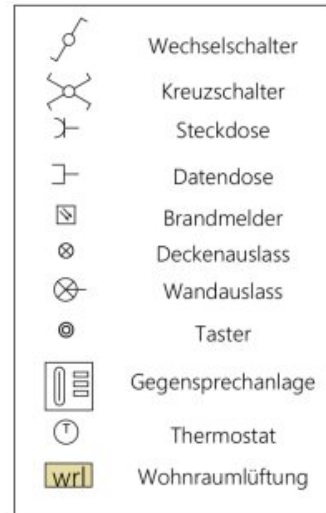 Wechselschalter
Kreuzschalter
Steckdose
Datendose
Brandmelder
Deckenauslass
Wandauslass
Taster
Gegensprechanlage
T Thermostat
wrl Wohnraumlüftung